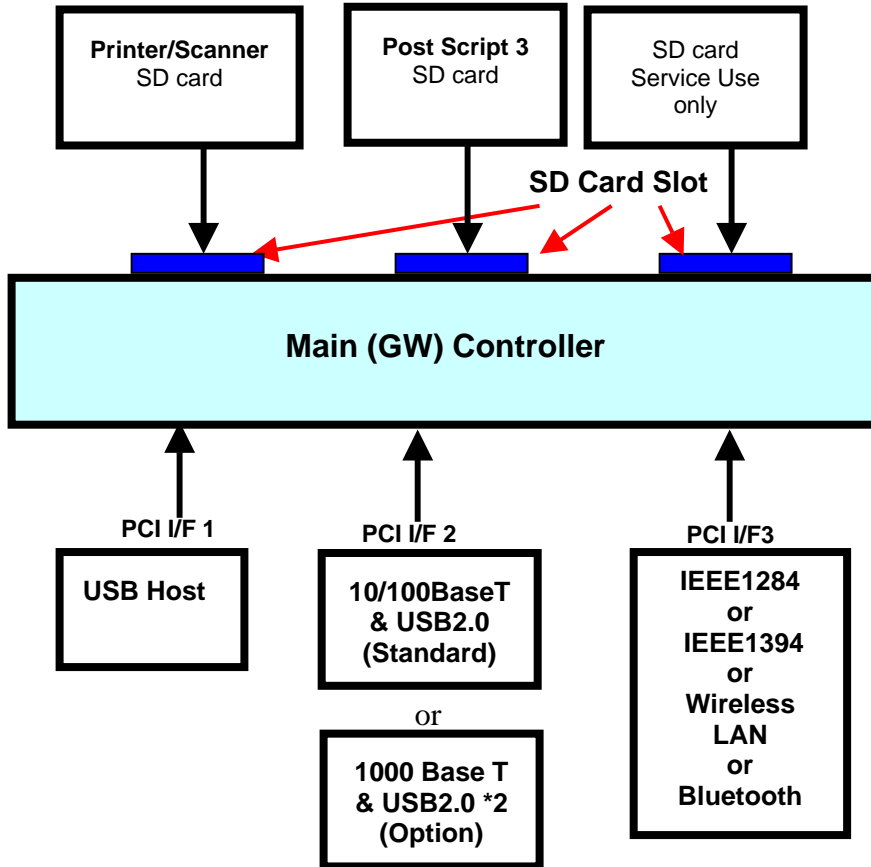 Printer/Scanner
SD card
Post Script 3
SD card
SD card
Service Use
only
SD Card Slot
Main (GW) Controller
PCI I/F 1
USB Host
PCI I/F 2
10/100BaseT
& USB2.0
(Standard)
or
1000 Base T
& USB2.0 *2
(Option)
PCI I/F3
IEEE1284
or
IEEE1394
or
Wireless
LAN
or
Bluetooth